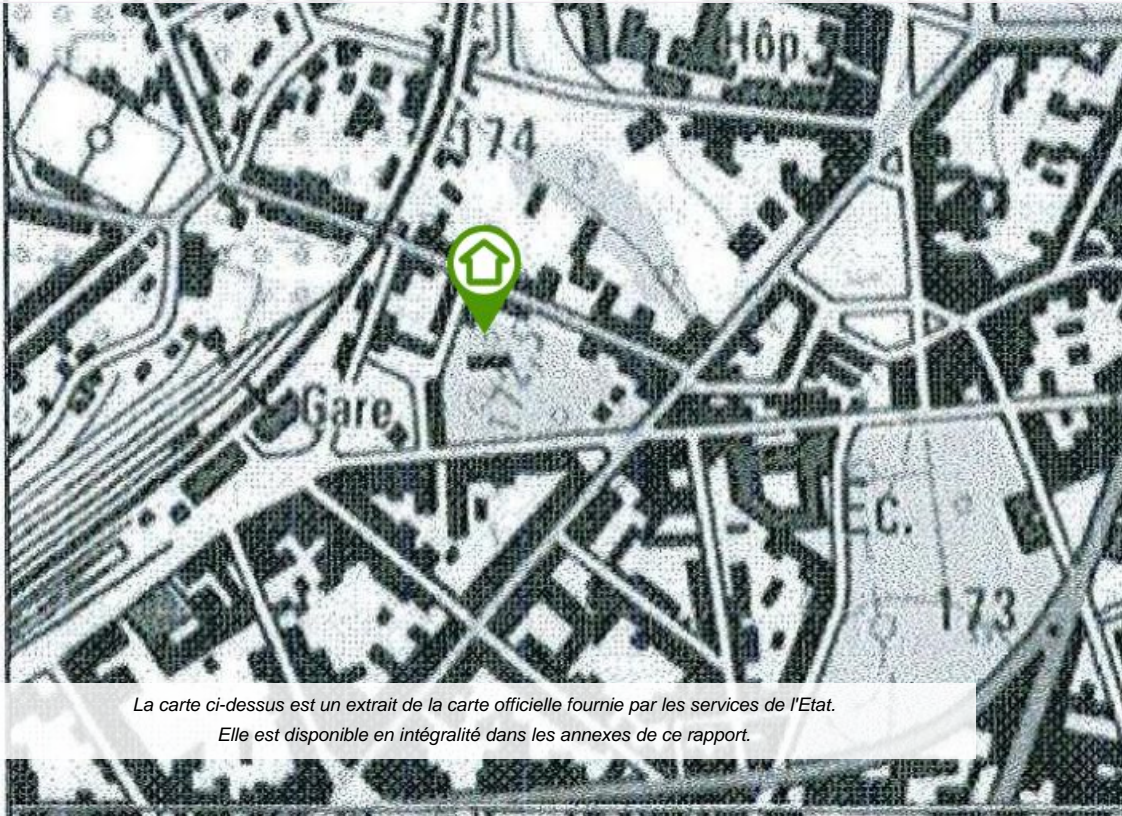 Hôp.
174
Gare
EC.
173
La carte ci-dessus est un extrait de la carte officielle fournie par les services de l'Etat.
Elle est disponible en intégralité dans les annexes de ce rapport.